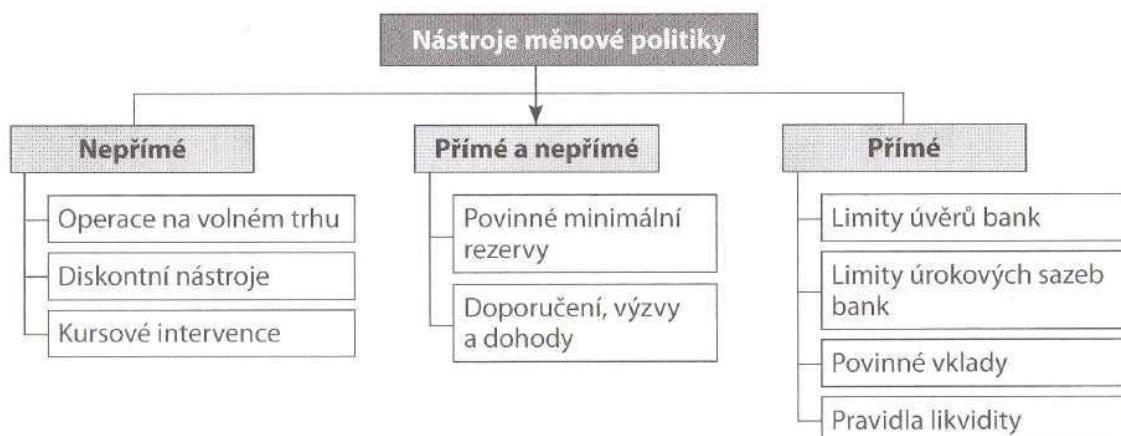 Nástroje měnové politiky
Nepřímé
Operace na volném trhu
Diskontní nástroje
Kursové intervence
Přímé a nepřímé
Povinné minimální
rezervy
Doporučení, výzvy
a dohody
Přímé
Limity úvěrů bank
Limity úrokových sazeb
bank
Povinné vklady
Pravidla likvidity